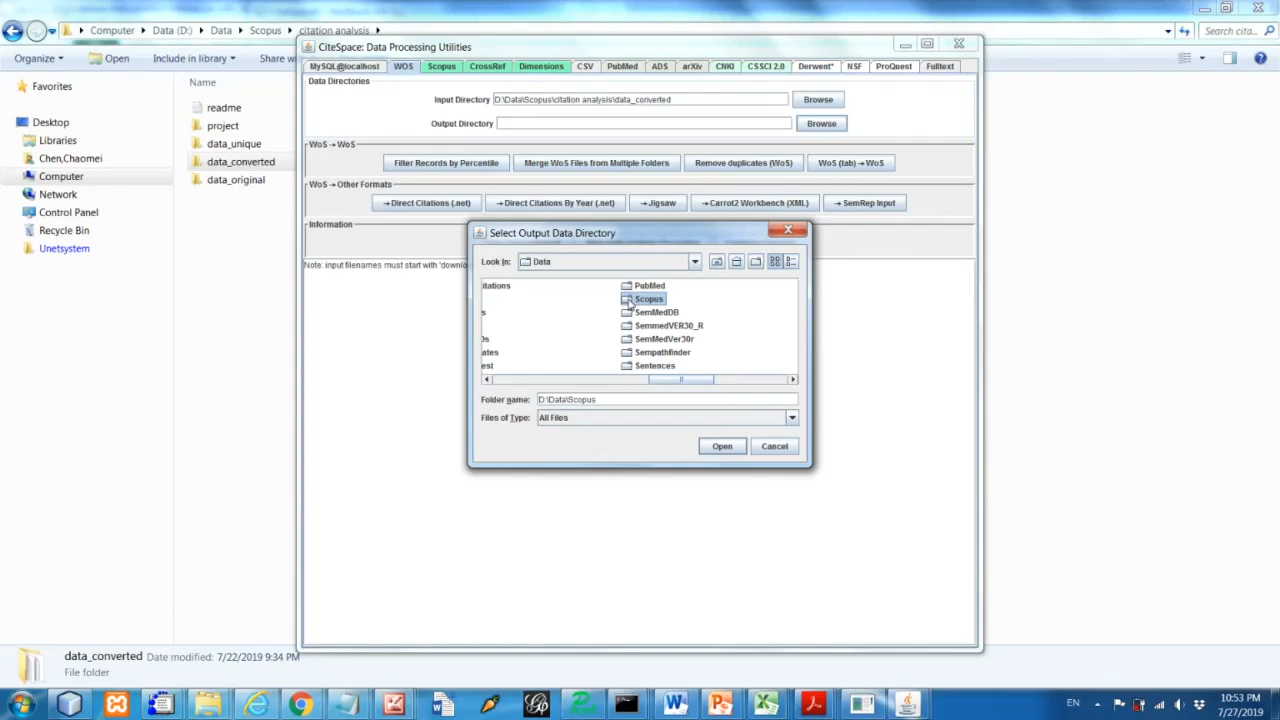 Computer
Data (D:)
Data
Scopus
citation analysis
Search cita...
Organize
Open
Include in library
Share wi
Favorites
Desktop
Libraries
Chen,Chaomei
Computer
Network
Control Panel
Recycle Bin
Unetsystem
Name
readme
project
data_unique
data_converted
data_original
CiteSpace: Data Processing Utilities
MySQL@localhost WOS Scopus CrossRef Dimensions CSV PubMed ADS arXiv CNKI CSSCI 2.0 Derwent* NSF ProQuest Fulltext
Data Directories
Input Directory D:\Data\Scopus\citation analysis\data_converted Browse
Output Directory Browse
WoS → WoS
Filter Records by Percentile Merge WoS Files from Multiple Folders Remove duplicates (WoS) WoS (tab) → WoS
WoS → Other Formats
→ Direct Citations (.net) → Direct Citations By Year (.net) → Jigsaw → Carrot2 Workbench (XML) → SemRep Input
Information
Note: input filenames must start with 'downlo
Select Output Data Directory
Look In: Data
itations PubMed
Scopus
s SemMedDB
SemmedVER30_R
Ds SemMedVer30r
ates Sempathfinder
est Sentences
Folder name: D:\Data\Scopus
Files of Type: All Files
Open Cancel
data_converted Date modified: 7/22/2019 9:34 PM
File folder
EN
10:53 PM
7/27/2019